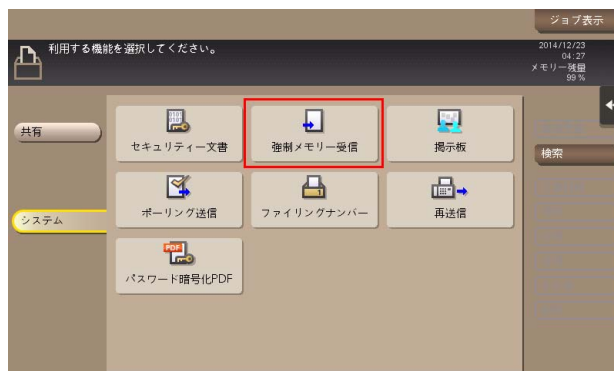 ジョブ表示
利用する機能を選択してください。
2014/12/23
04:27
メモリー残量
99 %
共有
システム
セキュリティー文書
強制メモリー受信
掲示板
ポーリング送信
ファイリングナンバー
再送信
パスワード暗号化PDF
検索